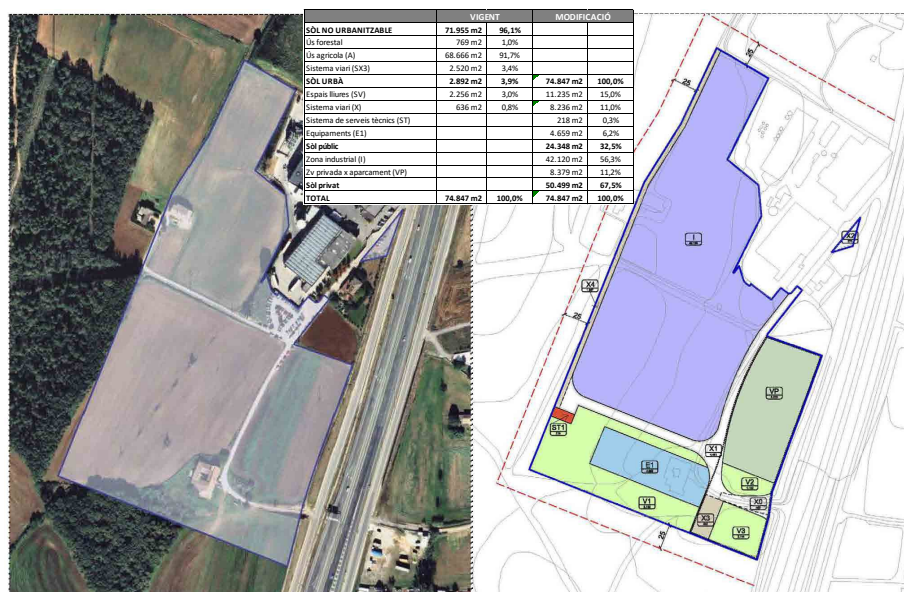 VIGENT MODIFICACIÓ
SÒL NO URBANITZABLE 71.955 m2 96,1%
Ús forestal 769 m2 1,0%
Ús agrícola (A) 68.666 m2 91,7%
Sistema viari (SX3) 2.520 m2 3,4%
SÒL URBÀ 2.892 m2 3,9% 74.847 m2 100,0%
Espais lliures (SV) 2.256 m2 3,0% 11.235 m2 15,0%
Sistema viari (X) 636 m2 0,8% 8.236 m2 11,0%
Sistema de serveis tècnics (ST) 218 m2 0,3%
Equipaments (E1) 4.659 m2 6,2%
Sòl públic 24.348 m2 32,5%
Zona industrial (I) 42.120 m2 56,3%
Zv privada x aparcament (VP) 8.379 m2 11,2%
Sòl privat 50.499 m2 67,5%
TOTAL 74.847 m2 100,0% 74.847 m2 100,0%
25
25
I
X4
25
VP
ST1
X1
E1
V2
V1
X3
V3
25